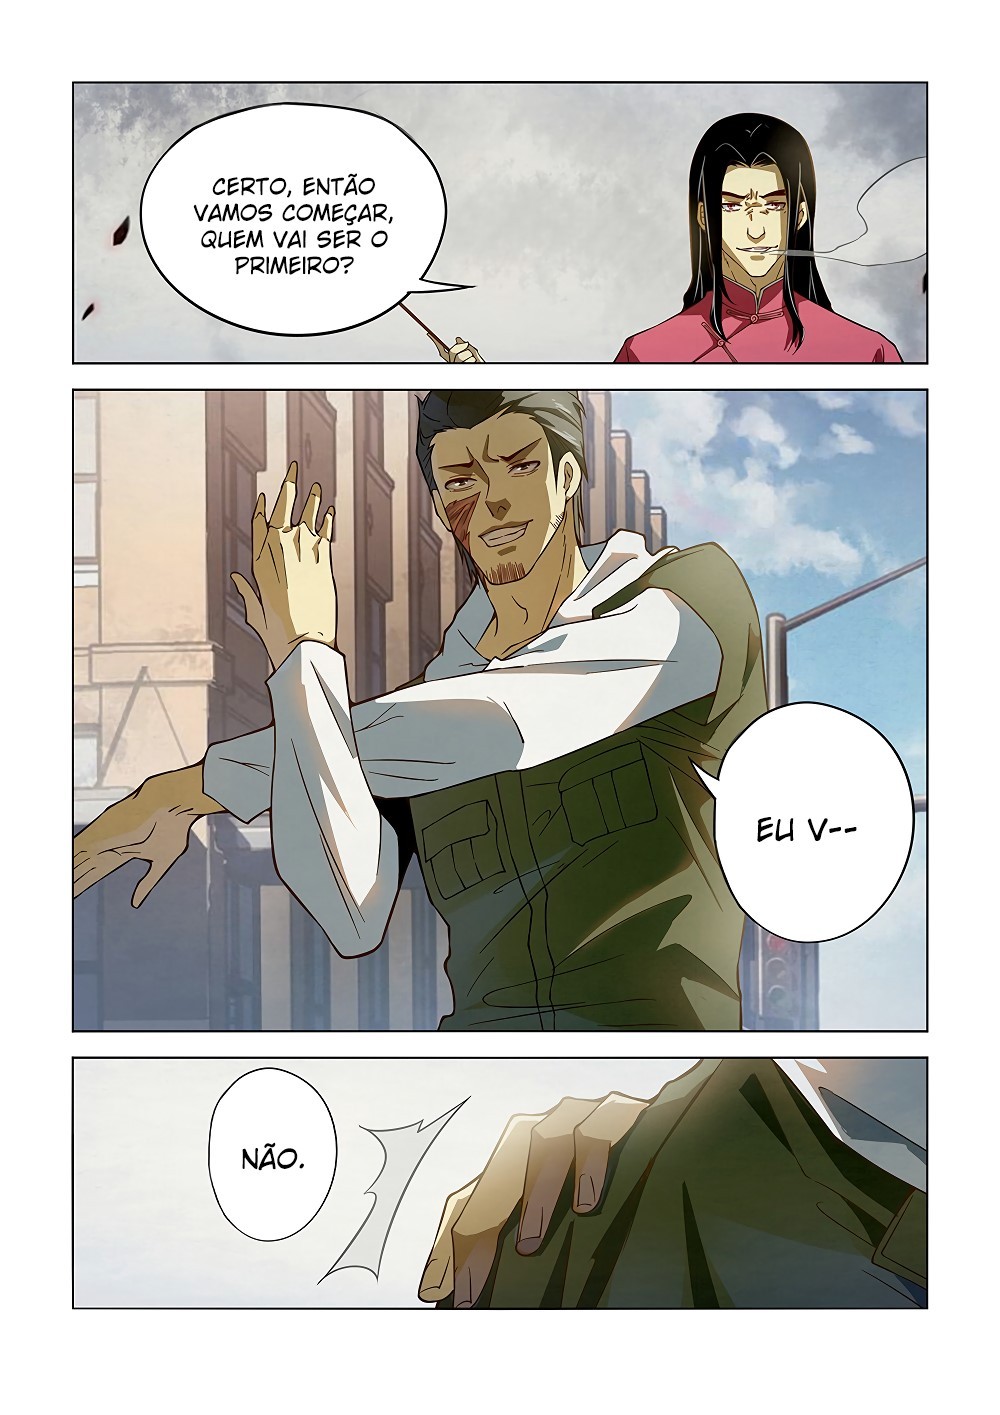 CERTO, ENTÃO
VAMOS COMEÇAR,
QUEM VAI SER O
PRIMEIRO?
EU V--
NÃO.